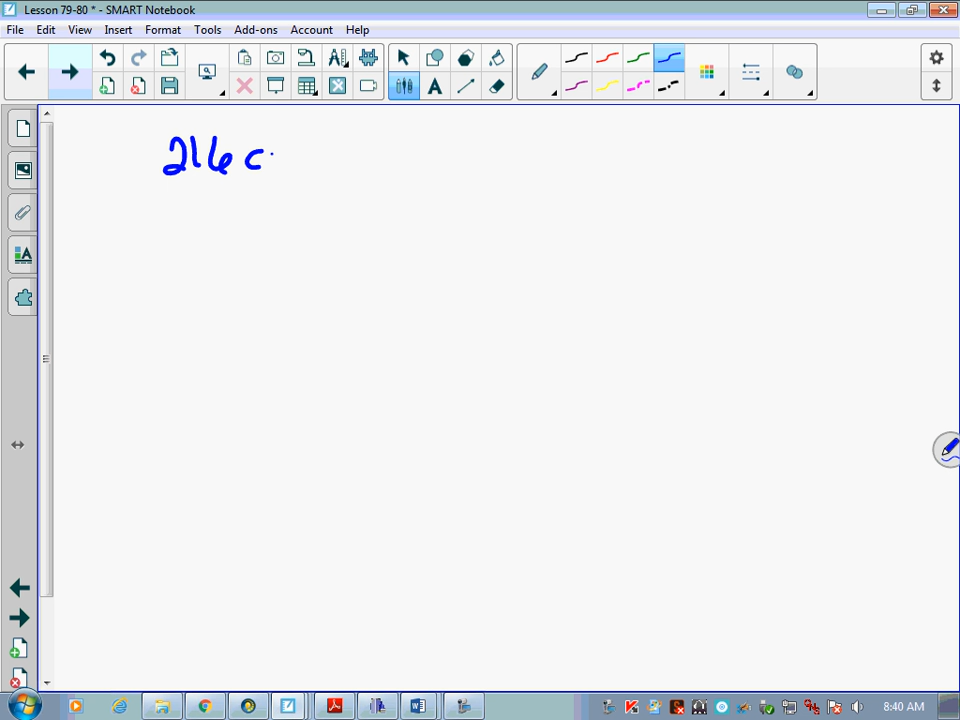 Lesson 79-80 * - SMART Notebook
File Edit View Insert Format Tools Add-ons Account Help
216 c
8:40 AM